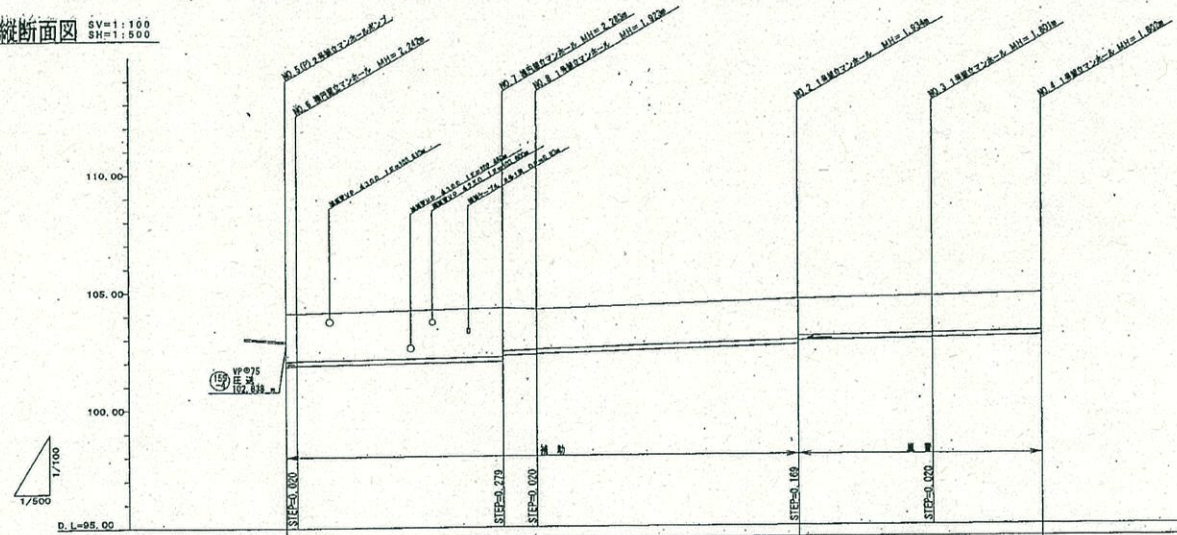 縦断面図 SV=1:100
SH=1:500
NO.5(P) 2号組立マンホールポンプ
NO.6 楕円組立マンホール MH= 2.242m
NO.7 楕円組立マンホール MH= 2.283m
NO.8 1号組立マンホール MH= 1.923m
NO.2 1号組立マンホール MH= 1.934m
NO.3 1号組立マンホール MH= 1.801m
NO.4 1号組立マンホール MH= 1.802m
110.00
105.00
100.00
VPΦ75
圧送
102.838 m
補助
1/100
1/500
STEP=0.020
STEP=0.279
STEP=0.020
STEP=0.169
STEP=0.020
D.L=95.00